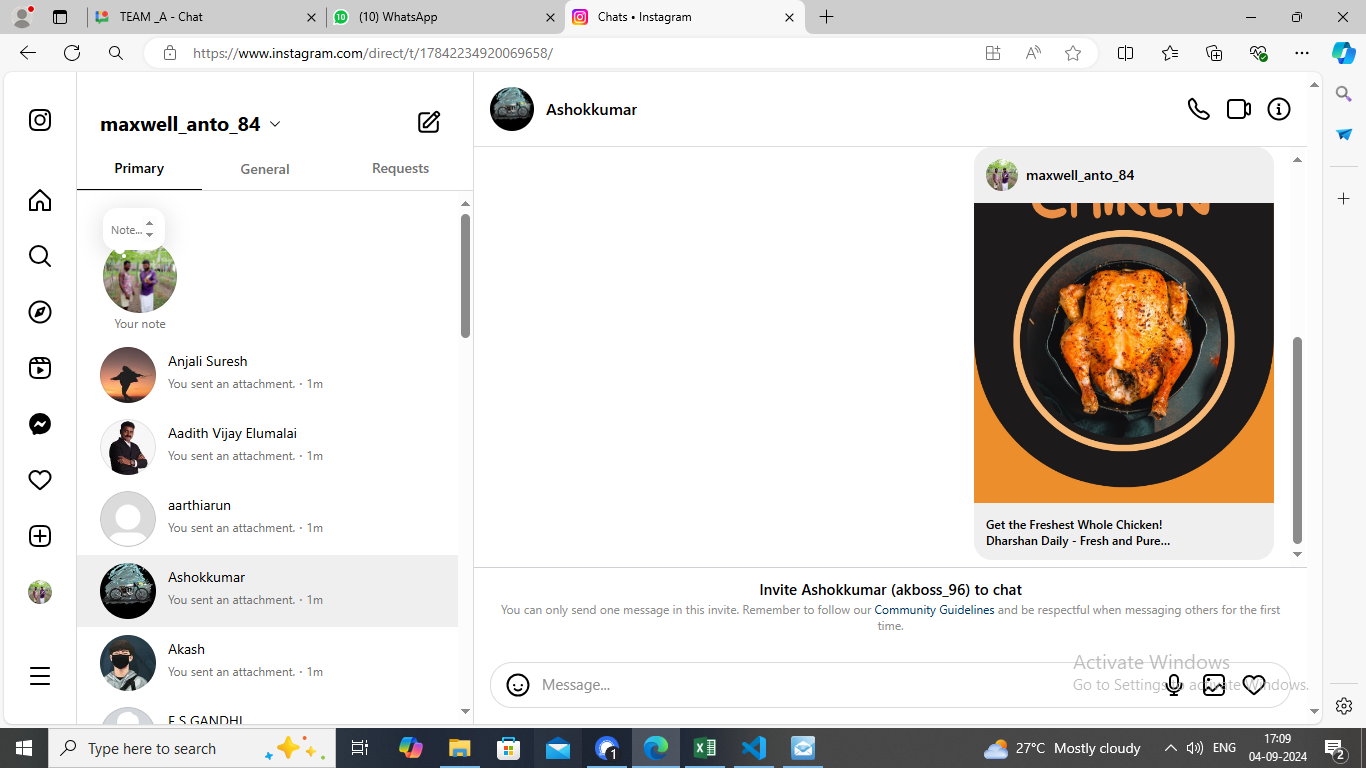 TEAM _A - Chat
(10) WhatsApp
Chats • Instagram
https://www.instagram.com/direct/t/17842234920069658/
maxwell_anto_84
Primary
General
Requests
Note...
Your note
Anjali Suresh
You sent an attachment. · 1m
Aadith Vijay Elumalai
You sent an attachment. · 1m
aarthiarun
You sent an attachment. · 1m
Ashokkumar
You sent an attachment. · 1m
Akash
You sent an attachment. · 1m
E S GANDHI
Ashokkumar
maxwell_anto_84
CHIKEN
Get the Freshest Whole Chicken!
Dharshan Daily - Fresh and Pure...
Invite Ashokkumar (akboss_96) to chat
You can only send one message in this invite. Remember to follow our Community Guidelines and be respectful when messaging others for the first
time.
Message...
Activate Windows
Go to Settings to activate Windows.
Type here to search
27°C Mostly cloudy
ENG
17:09
04-09-2024
2